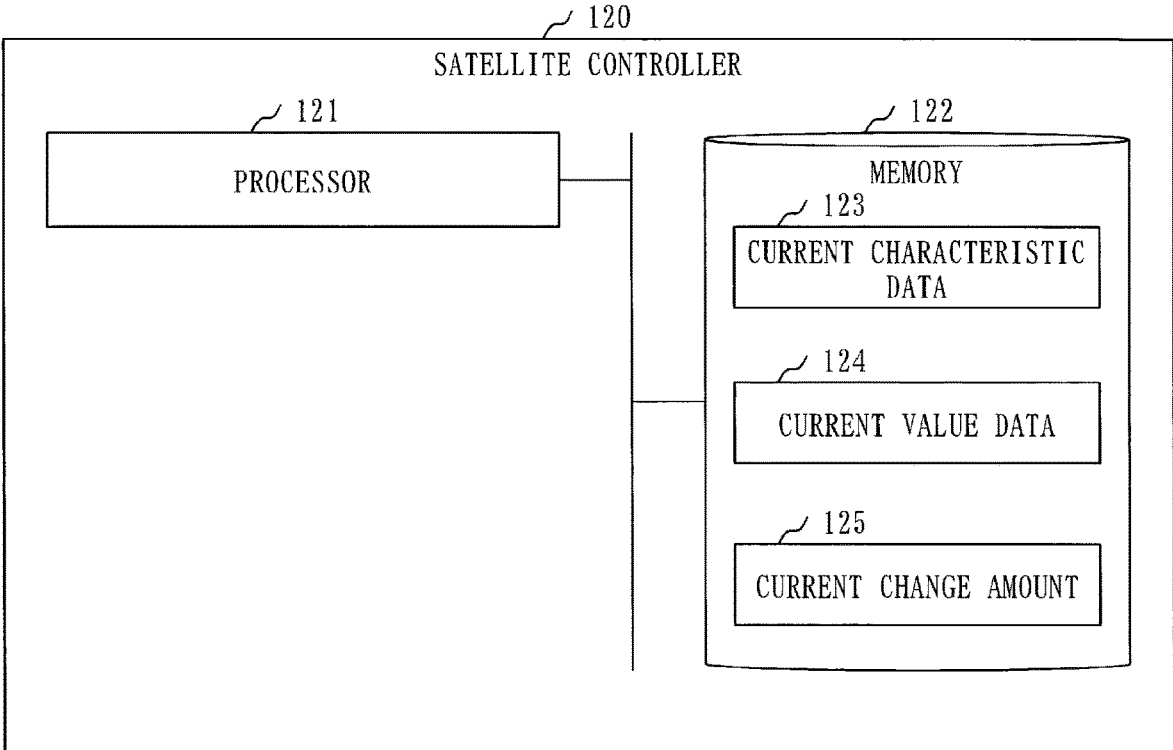 120
SATELLITE CONTROLLER
121
PROCESSOR
122
MEMORY
123
CURRENT CHARACTERISTIC
DATA
124
CURRENT VALUE DATA
125
CURRENT CHANGE AMOUNT